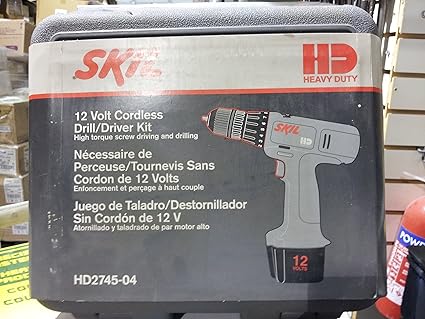 SKIL
HD
HEAVY DUTY
12 Volt Cordless
Drill/Driver Kit
High torque screw driving and drilling
Nécessaire de
Perceuse/Tournevis Sans
Cordon de 12 Volts
Enfoncement et perçage à haut couple
Juego de Taladro/Destornillador
Sin Cordón de 12 V
Atornillado y taladrado de par motor alto
HD2745-04
SKIL
HD
12
VOLTS
POWE